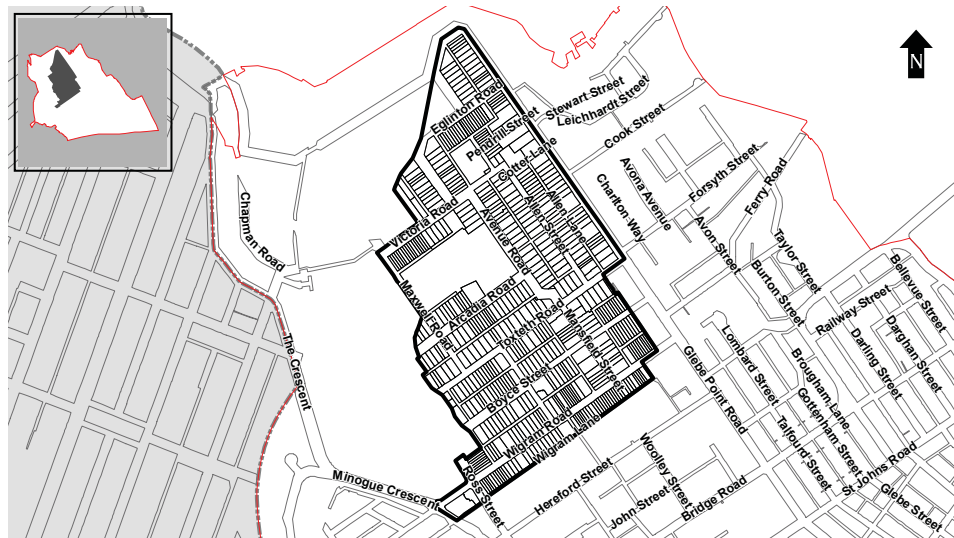 N
Eglinton Road
Stewart Street
Leichhardt Street
Pendrill Street
Cook Street
Cotter Lane
Forsyth Street
Ferry Road
Avona Avenue
Charlton Way
Allen Lane
Allen Street
Avenue Road
Victoria Road
Chapman Road
Avon Street
Taylor Street
Burton Street
Bellevue Street
Railway Street
Maxwell Road
Arcadia Road
Toxteth Road
Mansfield Street
The Crescent
Boyce Street
Glebe Point Road
Lombard Street
Brougham Lane
Darling Street
Darghan Street
Gottenham Street
Talfourd Street
Wigram Road
Wigram Lane
Minogue Crescent
Ross Street
Hereford Street
Woolley Street
John Street
Bridge Road
St Johns Road
Glebe Street